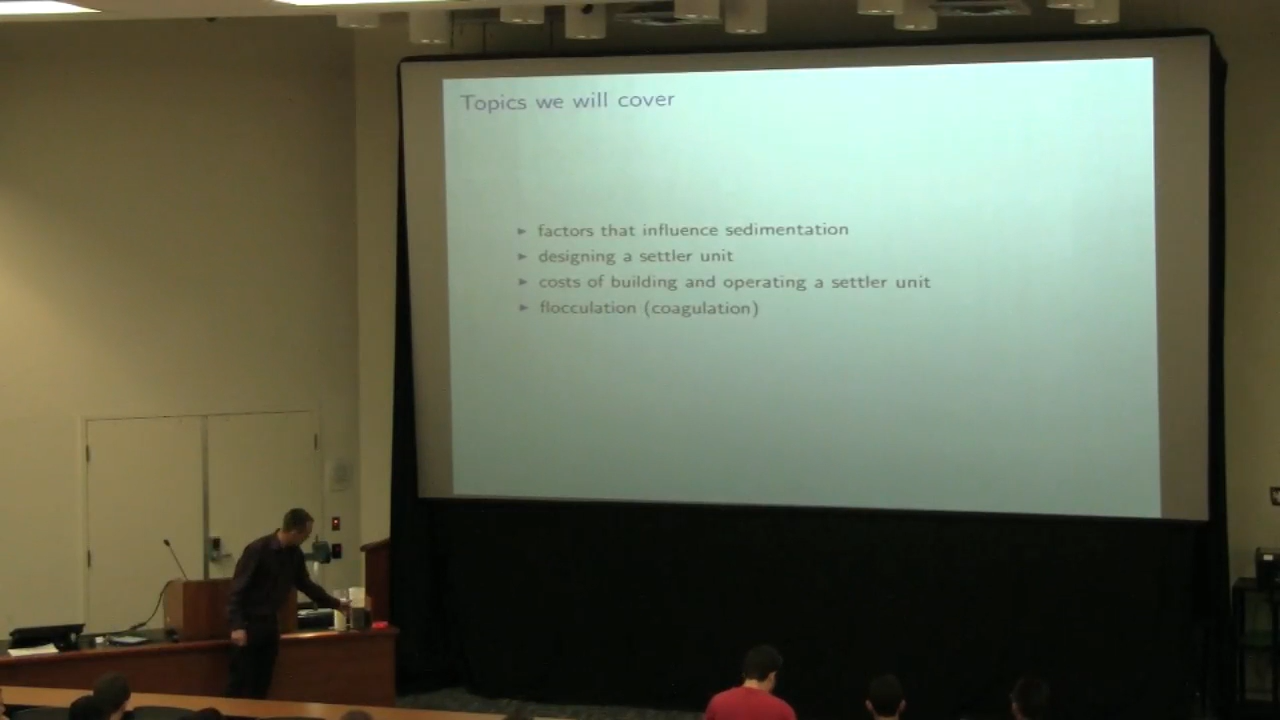 Topics we will cover
► factors that influence sedimentation
► designing a settler unit
► costs of building and operating a settler unit
► flocculation (coagulation)